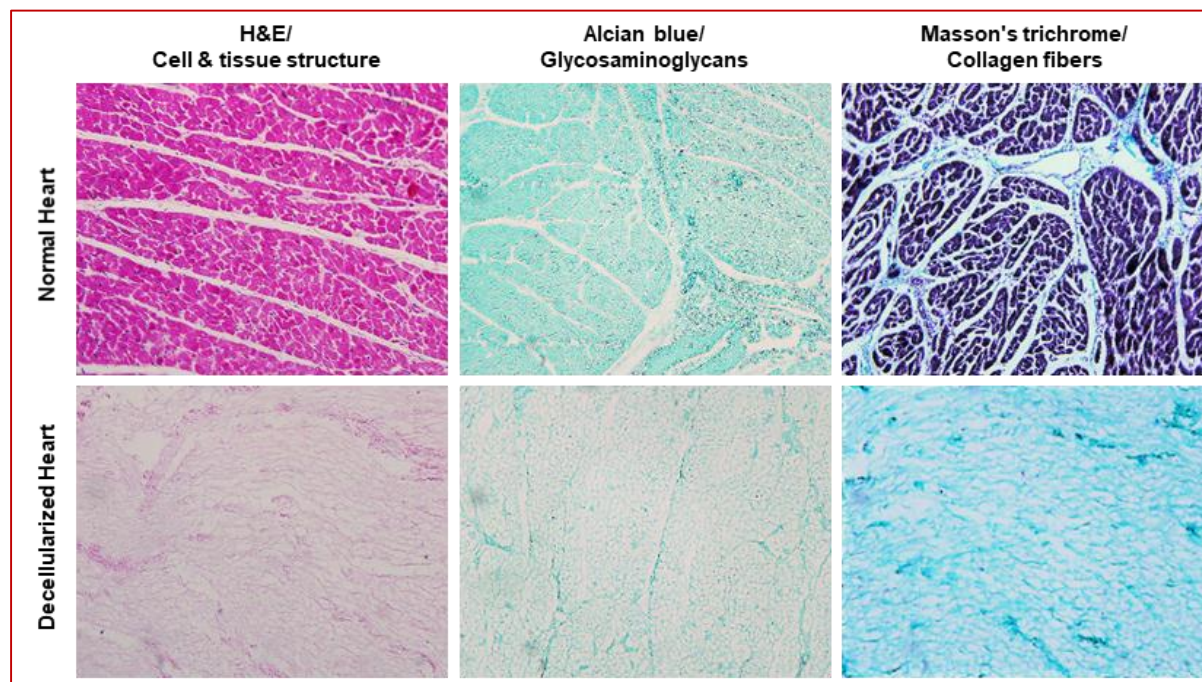 H&E/
Cell & tissue structure
Alcian blue/
Glycosaminoglycans
Masson's trichrome/
Collagen fibers
Normal Heart
Decellularized Heart